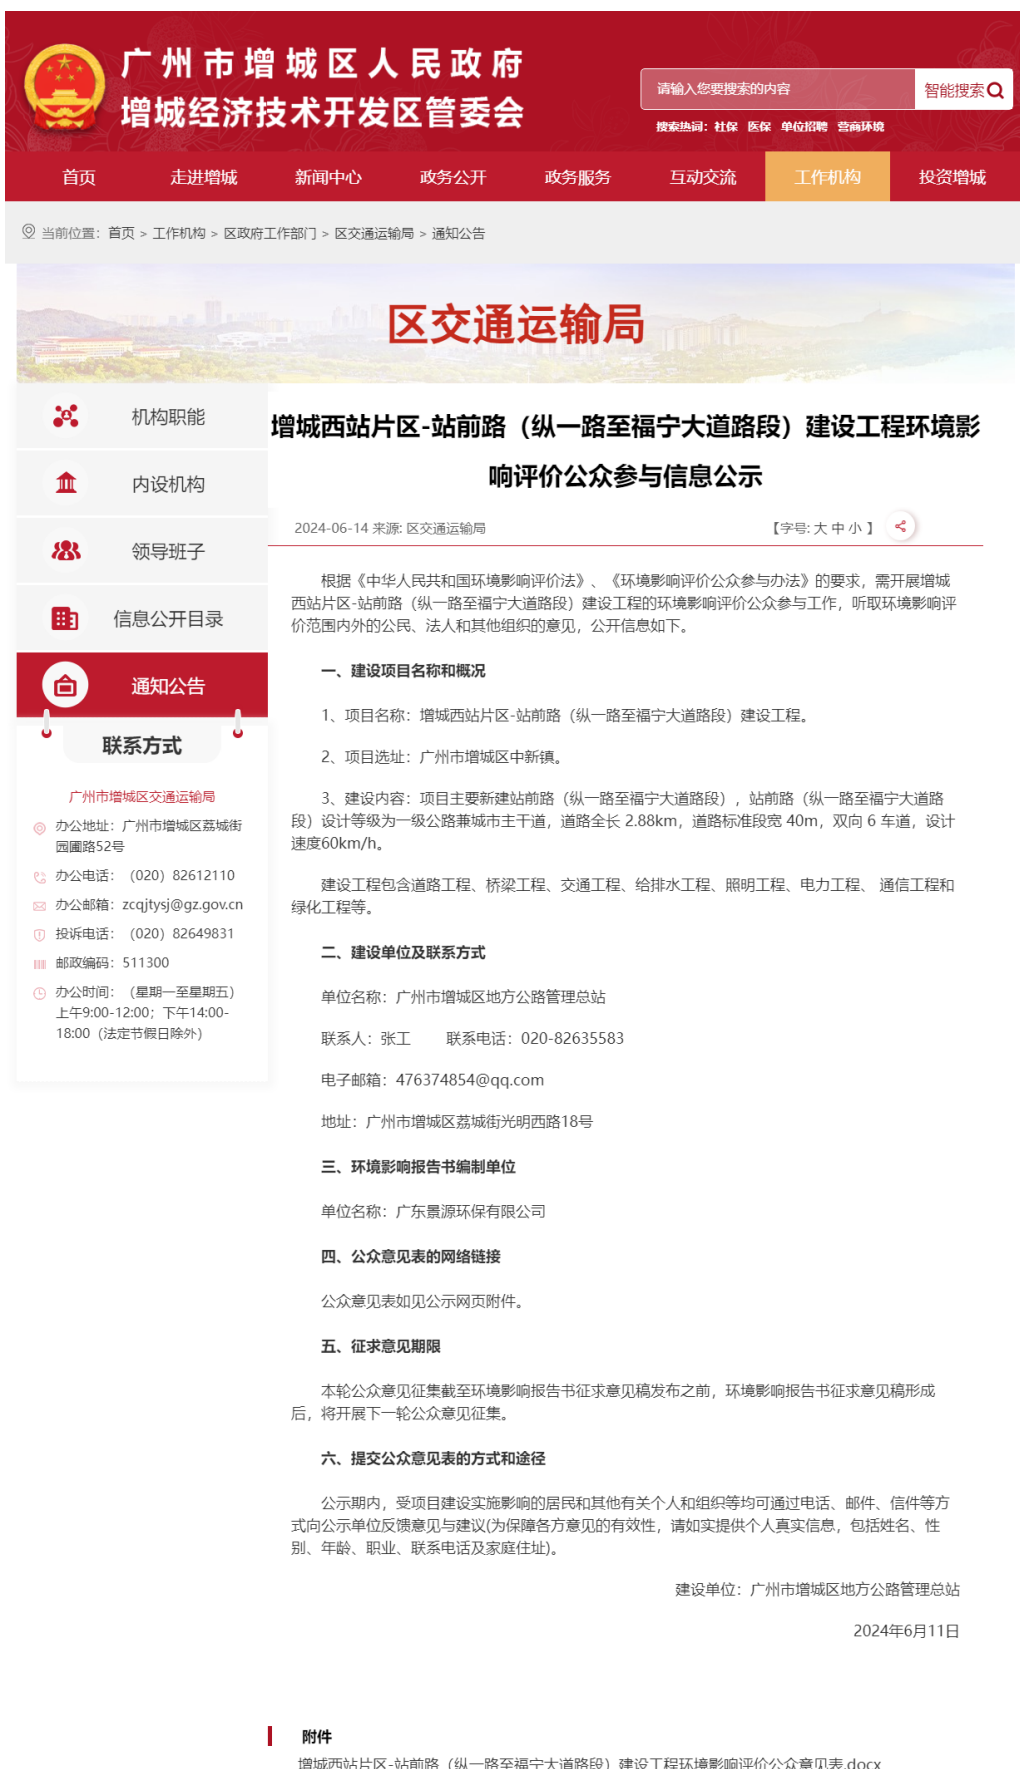 广州市增城区人民政府
增城经济技术开发区管委会
请输入您要搜索的内容
智能搜索
搜索热词：社保 医保 单位招聘 营商环境
首页 走进增城 新闻中心 政务公开 政务服务 互动交流 工作机构 投资增城
当前位置：首页 > 工作机构 > 区政府工作部门 > 区交通运输局 > 通知公告
区交通运输局
机构职能
内设机构
领导班子
信息公开目录
通知公告
联系方式
广州市增城区交通运输局
办公地址：广州市增城区荔城街
园圃路52号
办公电话：（020）82612110
办公邮箱：zcqjtysj@gz.gov.cn
投诉电话：（020）82649831
邮政编码：511300
办公时间：（星期一至星期五）
上午9:00-12:00；下午14:00-
18:00（法定节假日除外）
增城西站片区-站前路（纵一路至福宁大道路段）建设工程环境影
响评价公众参与信息公示
2024-06-14 来源: 区交通运输局
【字号: 大 中 小 】
根据《中华人民共和国环境影响评价法》、《环境影响评价公众参与办法》的要求，需开展增城
西站片区-站前路（纵一路至福宁大道路段）建设工程的环境影响评价公众参与工作，听取环境影响评
价范围内外的公民、法人和其他组织的意见，公开信息如下。
一、建设项目名称和概况
1、项目名称：增城西站片区-站前路（纵一路至福宁大道路段）建设工程。
2、项目选址：广州市增城区中新镇。
3、建设内容：项目主要新建站前路（纵一路至福宁大道路段），站前路（纵一路至福宁大道路
段）设计等级为一级公路兼城市主干道，道路全长 2.88km，道路标准段宽 40m，双向 6 车道，设计
速度60km/h。
建设工程包含道路工程、桥梁工程、交通工程、给排水工程、照明工程、电力工程、 通信工程和
绿化工程等。
二、建设单位及联系方式
单位名称：广州市增城区地方公路管理总站
联系人：张工 联系电话：020-82635583
电子邮箱：476374854@qq.com
地址：广州市增城区荔城街光明西路18号
三、环境影响报告书编制单位
单位名称：广东景源环保有限公司
四、公众意见表的网络链接
公众意见表如见公示网页附件。
五、征求意见期限
本轮公众意见征集截至环境影响报告书征求意见稿发布之前，环境影响报告书征求意见稿形成
后，将开展下一轮公众意见征集。
六、提交公众意见表的方式和途径
公示期内，受项目建设实施影响的居民和其他有关个人和组织等均可通过电话、邮件、信件等方
式向公示单位反馈意见与建议(为保障各方意见的有效性，请如实提供个人真实信息，包括姓名、性
别、年龄、职业、联系电话及家庭住址)。
建设单位：广州市增城区地方公路管理总站
2024年6月11日
附件
增城西站片区-站前路（纵一路至福宁大道路段）建设工程环境影响评价公众意见表.docx